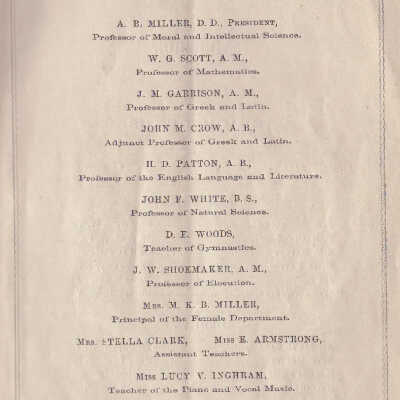 A. B. MILLER, D. D., PRESIDENT,
Professor of Moral and Intellectual Science.
W. G. SCOTT, A. M.,
Professor of Mathematics.
J. M. GARRISON, A. M.,
Professor of Greek and Latin.
JOHN M. CROW, A. B.,
Adjunct Professor of Greek and Latin.
H. D. PATTON, A. B.,
Professor of the English Language and Literature.
JOHN F. WHITE, B. S.,
Professor of Natural Science.
D. F. WOODS,
Teacher of Gymnastics.
J. W. SHOEMAKER, A. M.,
Professor of Elocution.
MRS. M. K. B. MILLER,
Principal of the Female Department.
MRS. STELLA CLARK, MISS E. ARMSTRONG,
Assistant Teachers.
MISS LUCY V. INGHRAM,
Teacher of the Piano and Vocal Music.